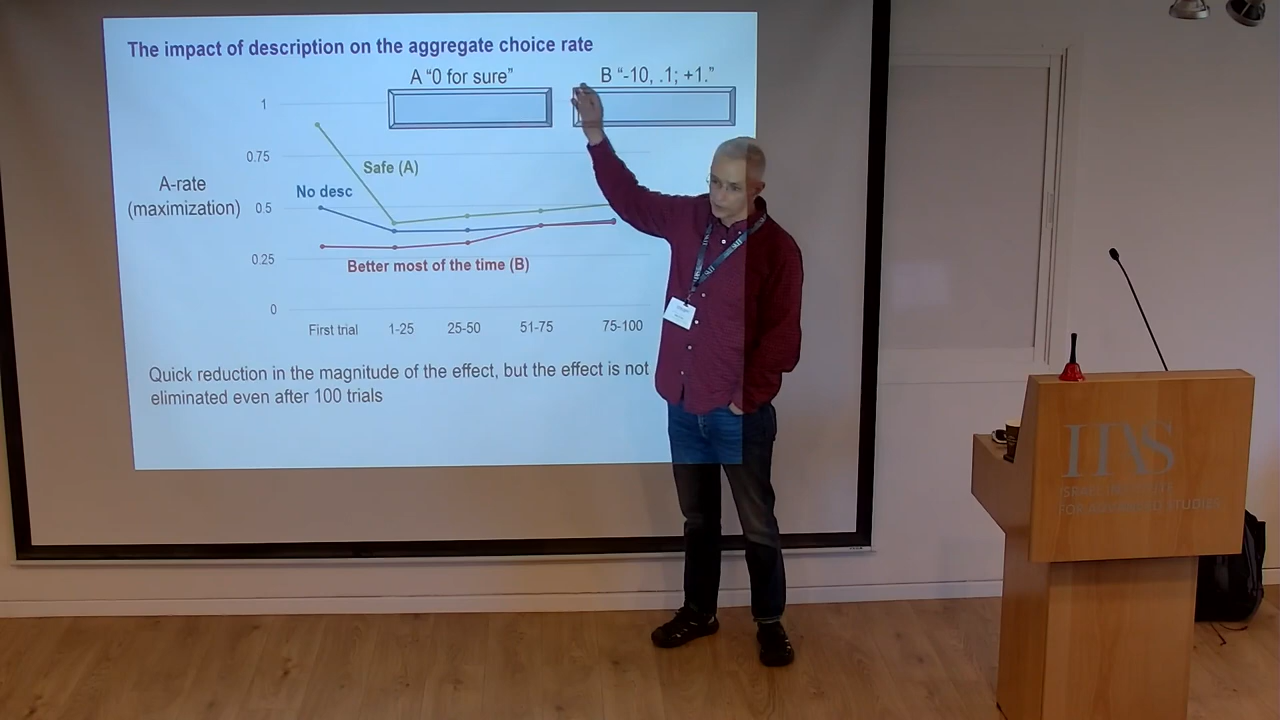 The impact of description on the aggregate choice rate
A “0 for sure”
B “-10, .1; +1.”
1
0.75
0.5
0.25
0
A-rate
(maximization)
Safe (A)
No desc
Better most of the time (B)
First trial
1-25
25-50
51-75
75-100
Quick reduction in the magnitude of the effect, but the effect is not
eliminated even after 100 trials
IIAS
ISRAEL INSTITUTE
FOR ADVANCED STUDIES